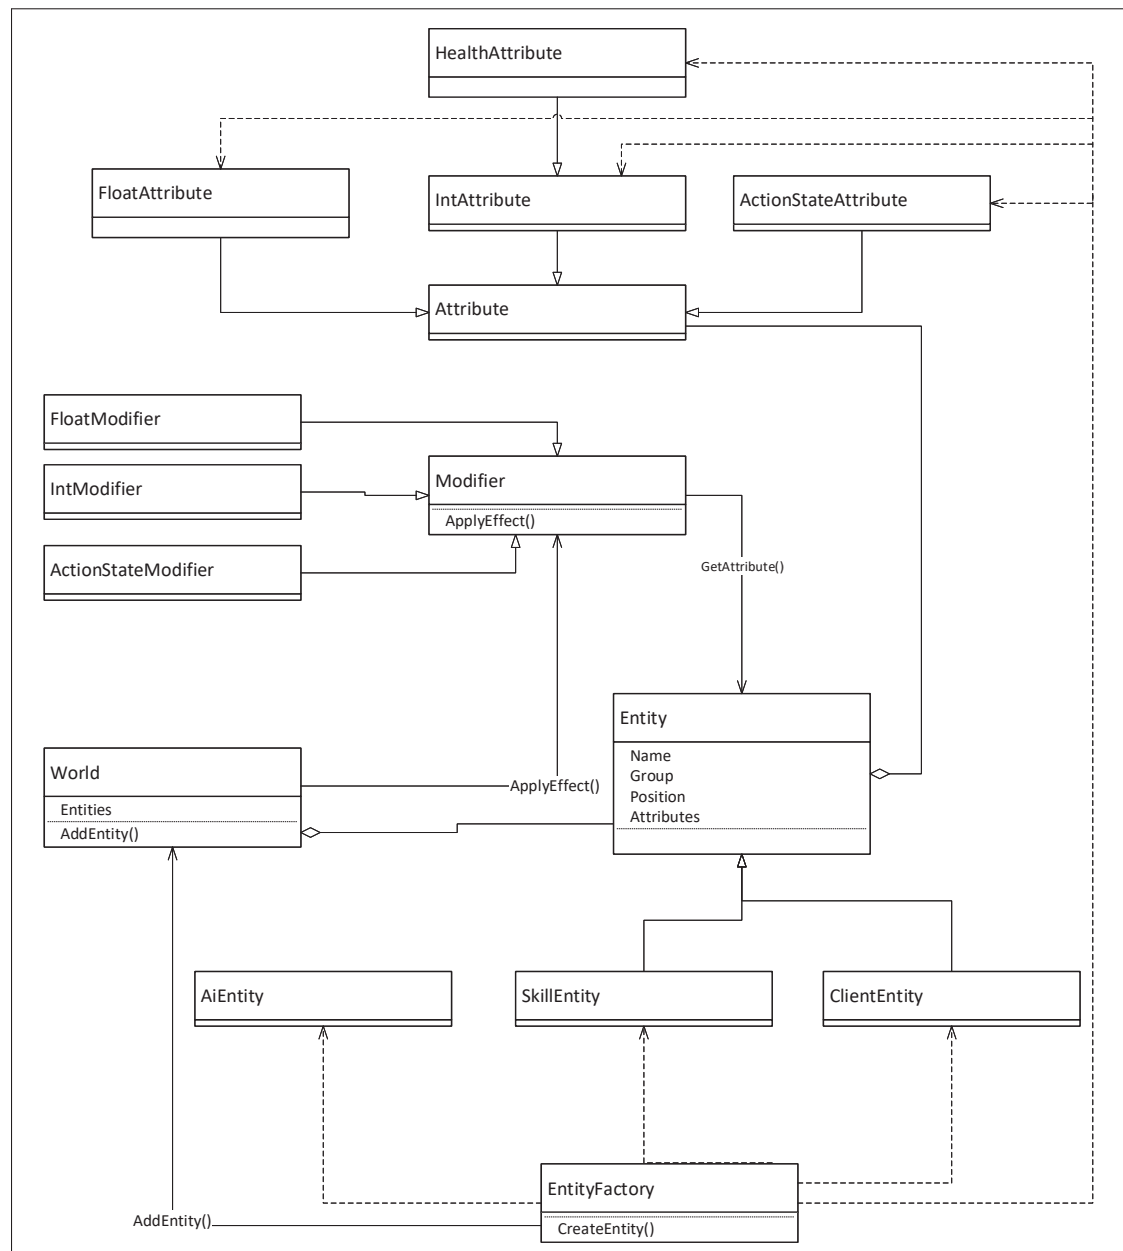 HealthAttribute
FloatAttribute
IntAttribute
ActionStateAttribute
Attribute
FloatModifier
IntModifier
ActionStateModifier
Modifier
ApplyEffect()
GetAttribute()
Entity
Name
Group
Position
Attributes
World
Entities
AddEntity()
ApplyEffect()
AiEntity
SkillEntity
ClientEntity
EntityFactory
CreateEntity()
AddEntity()